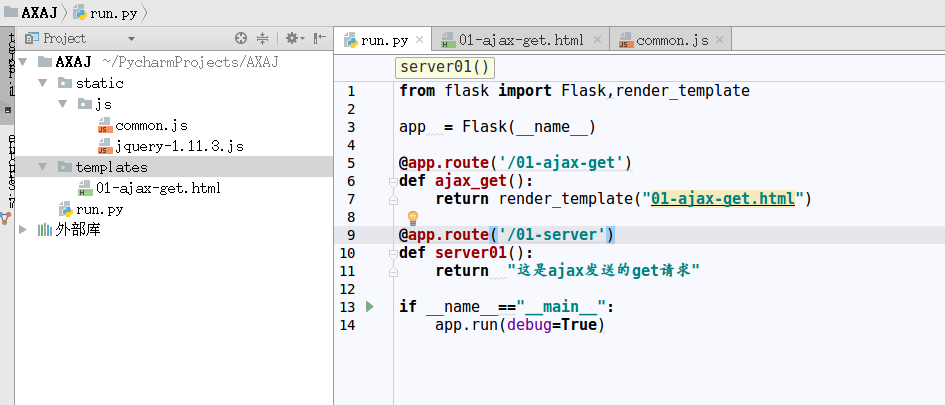 AXAJ run.py
Project
AXAJ ~/PycharmProjects/AXAJ
static
js
common.js
jquery-1.11.3.js
templates
01-ajax-get.html
run.py
外部库
run.py 01-ajax-get.html common.js
server01()
1 from flask import Flask,render_template
2
3 app = Flask(__name__)
4
5 @app.route('/01-ajax-get')
6 def ajax_get():
7 return render_template("01-ajax-get.html")
8
9 @app.route('/01-server')
10 def server01():
11 return "这是ajax发送的get请求"
12
13 if __name__=="__main__":
14 app.run(debug=True)